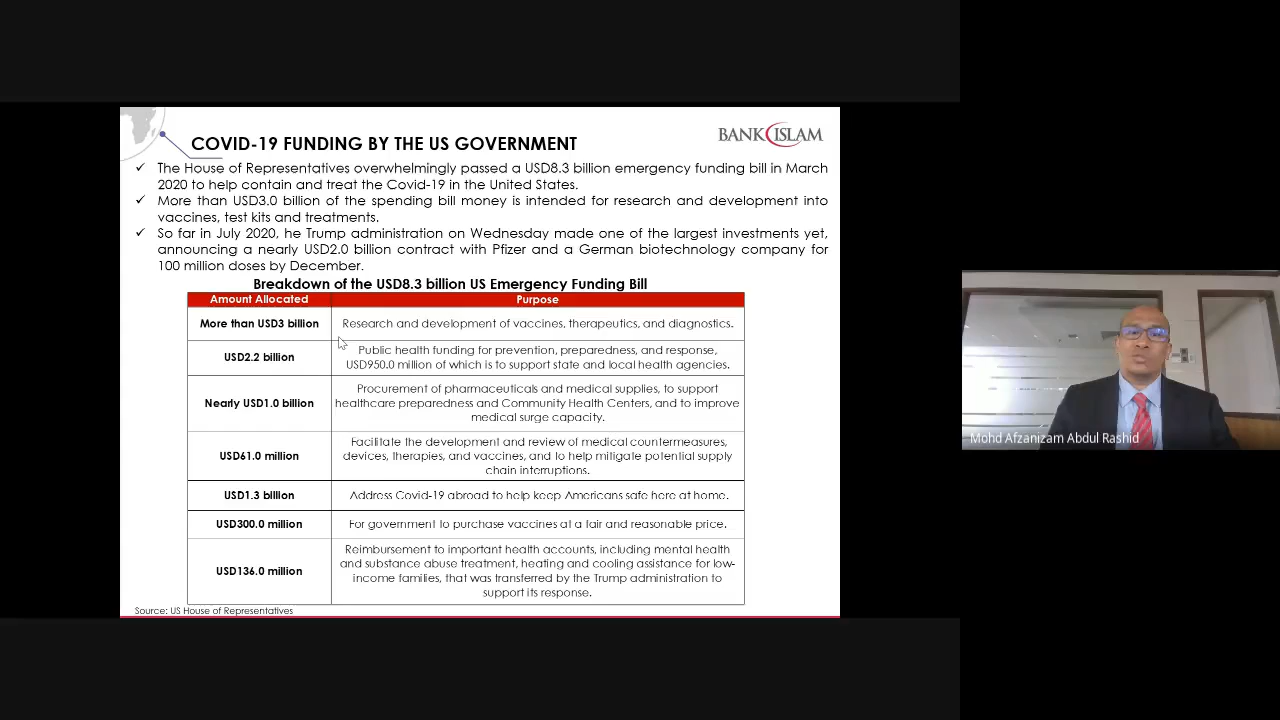 BANK ISLAM
COVID-19 FUNDING BY THE US GOVERNMENT
✓ The House of Representatives overwhelmingly passed a USD8.3 billion emergency funding bill in March
2020 to help contain and treat the Covid-19 in the United States.
✓ More than USD3.0 billion of the spending bill money is intended for research and development into
vaccines, test kits and treatments.
✓ So far in July 2020, he Trump administration on Wednesday made one of the largest investments yet,
announcing a nearly USD2.0 billion contract with Pfizer and a German biotechnology company for
100 million doses by December.
Breakdown of the USD8.3 billion US Emergency Funding Bill
Amount Allocated Purpose
More than USD3 billion Research and development of vaccines, therapeutics, and diagnostics.
USD2.2 billion
Public health funding for prevention, preparedness, and response,
USD950.0 million of which is to support state and local health agencies.
Nearly USD1.0 billion
Procurement of pharmaceuticals and medical supplies, to support
healthcare preparedness and Community Health Centers, and to improve
medical surge capacity.
USD61.0 million
Facilitate the development and review of medical countermeasures,
devices, therapies, and vaccines, and to help mitigate potential supply
chain interruptions.
USD1.3 billion Address Covid-19 abroad to help keep Americans safe here at home.
USD300.0 million For government to purchase vaccines at a fair and reasonable price.
USD136.0 million
Reimbursement to important health accounts, including mental health
and substance abuse treatment, heating and cooling assistance for low-
income families, that was transferred by the Trump administration to
support its response.
Source: US House of Representatives
Mohd Afzanizam Abdul Rashid